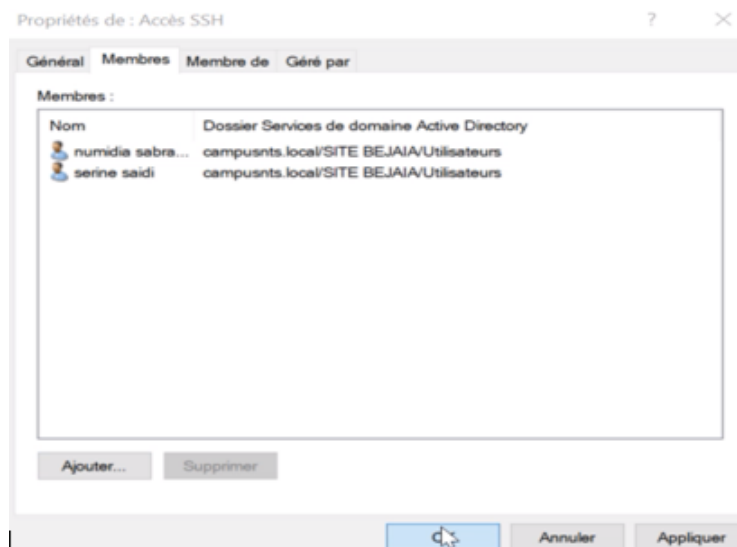 Propriétés de : Accès SSH ? ×
Général Membres Membre de Géré par
Membres :
Nom Dossier Services de domaine Active Directory
numidia sabra... campusnts.local/SITE BEJAIA/Utilisateurs
serine saidi campusnts.local/SITE BEJAIA/Utilisateurs
Ajouter... Supprimer
Annuler Appliquer